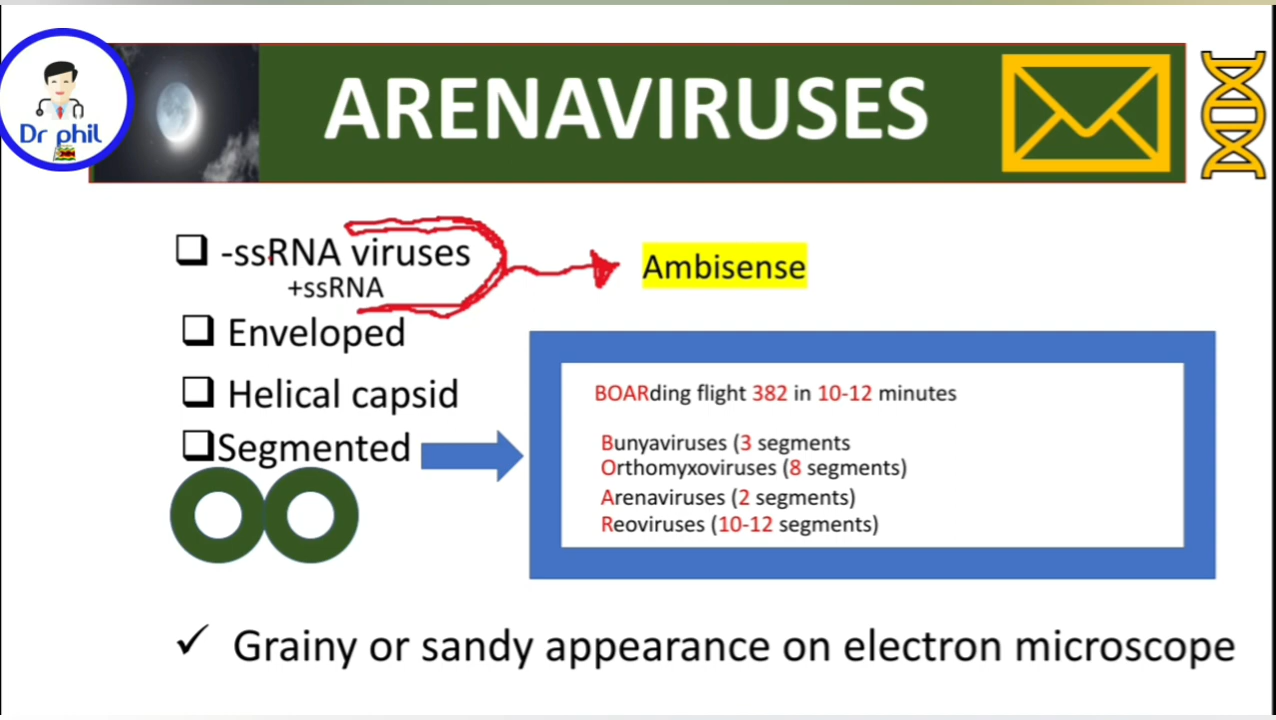 Dr phil
ARENAVIRUSES
-ssRNA viruses
+ssRNA
Ambisense
Enveloped
Helical capsid
Segmented
BOARding flight 382 in 10-12 minutes
Bunyaviruses (3 segments
Orthomyxoviruses (8 segments)
Arenaviruses (2 segments)
Reoviruses (10-12 segments)
Grainy or sandy appearance on electron microscope